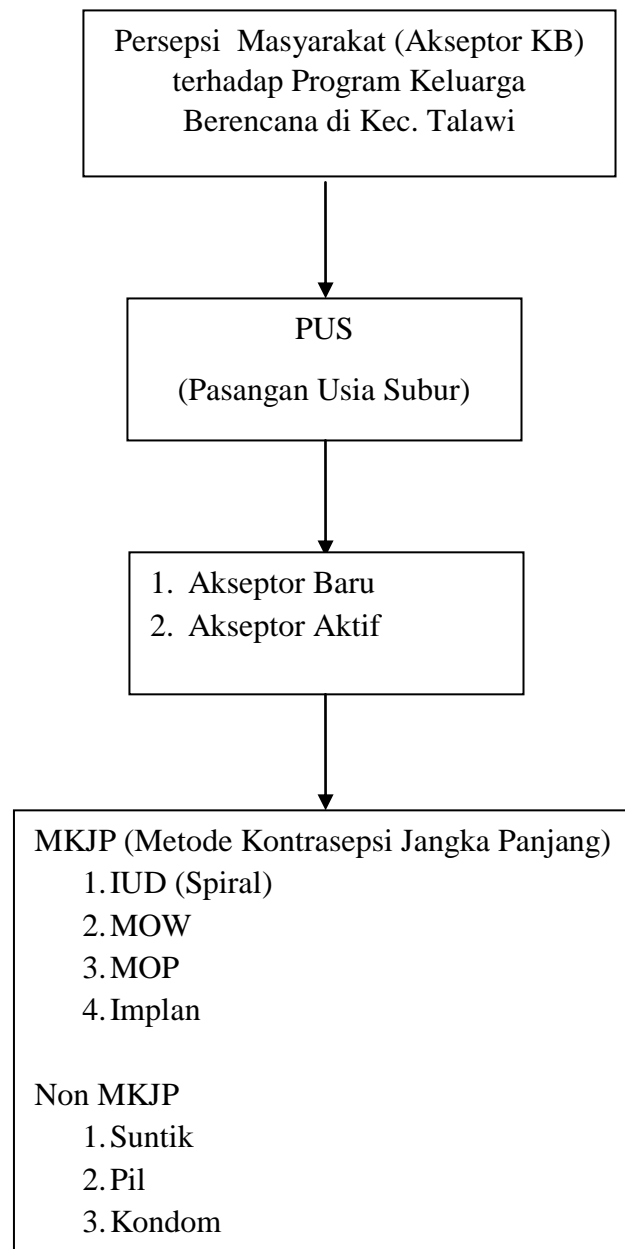 Persepsi Masyarakat (Akseptor KB)
terhadap Program Keluarga
Berencana di Kec. Talawi
PUS
(Pasangan Usia Subur)
1. Akseptor Baru
2. Akseptor Aktif
MKJP (Metode Kontrasepsi Jangka Panjang)
1. IUD (Spiral)
2. MOW
3. MOP
4. Implan
Non MKJP
1. Suntik
2. Pil
3. Kondom